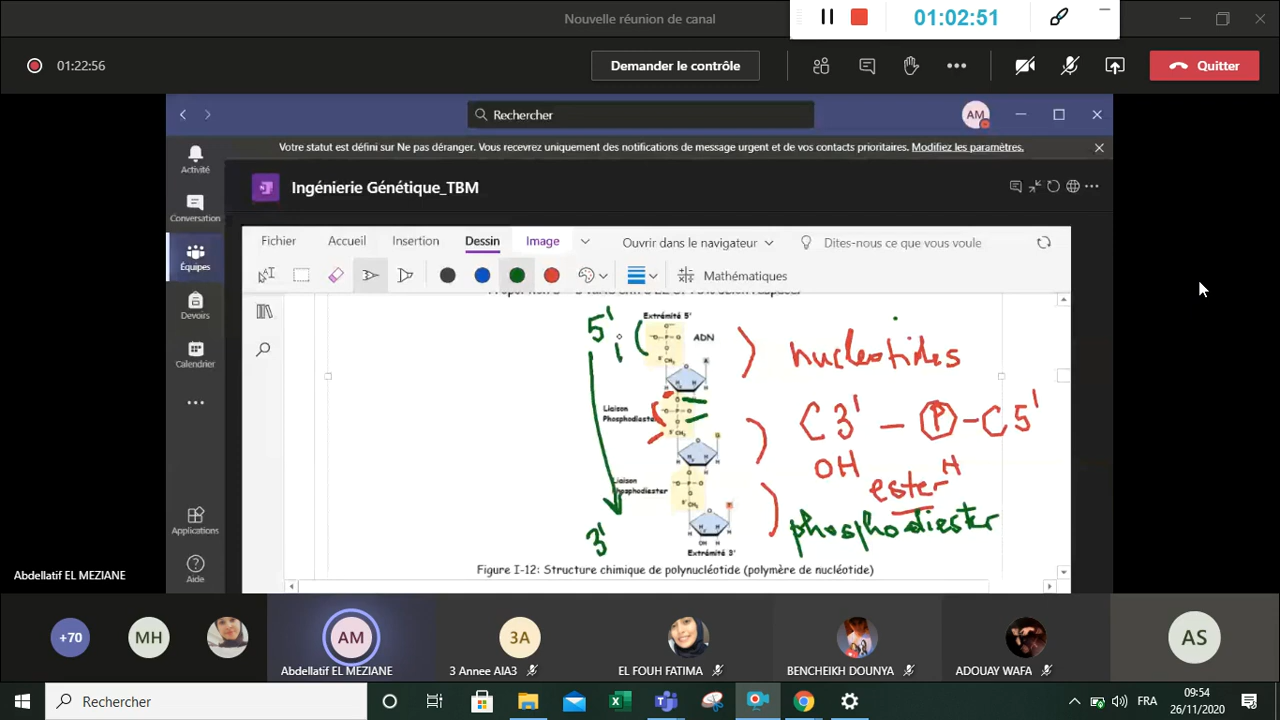 Nouvelle réunion de canal
01:02:51
01:22:56
Demander le contrôle
Quitter
Rechercher
AM
Votre statut est défini sur Ne pas déranger. Vous recevrez uniquement des notifications de message urgent et de vos contacts prioritaires. Modifiez les paramètres.
Activité
Conversation
Équipes
Devoirs
Calendrier
Applications
Aide
Ingénierie Génétique_TBM
Fichier
Accueil
Insertion
Dessin
Image
Ouvrir dans le navigateur
Dites-nous ce que vous voule
Mathématiques
5'
Extrémité 5'
ADN
nucleotides
Liaison
Phosphodiester
C3' - P - C5'
OH
H
ester
Liaison
Phosphodiester
phosphodiester
3'
OH
Extrémité 3'
Figure I-12: Structure chimique de polynucléotide (polymère de nucléotide)
Abdellatif EL MEZIANE
+70
MH
AM
Abdellatif EL MEZIANE
3A
3 Annee AIA3
EL FOUH FATIMA
BENCHEIKH DOUNYA
ADOUAY WAFA
AS
Rechercher
FRA
09:54
26/11/2020